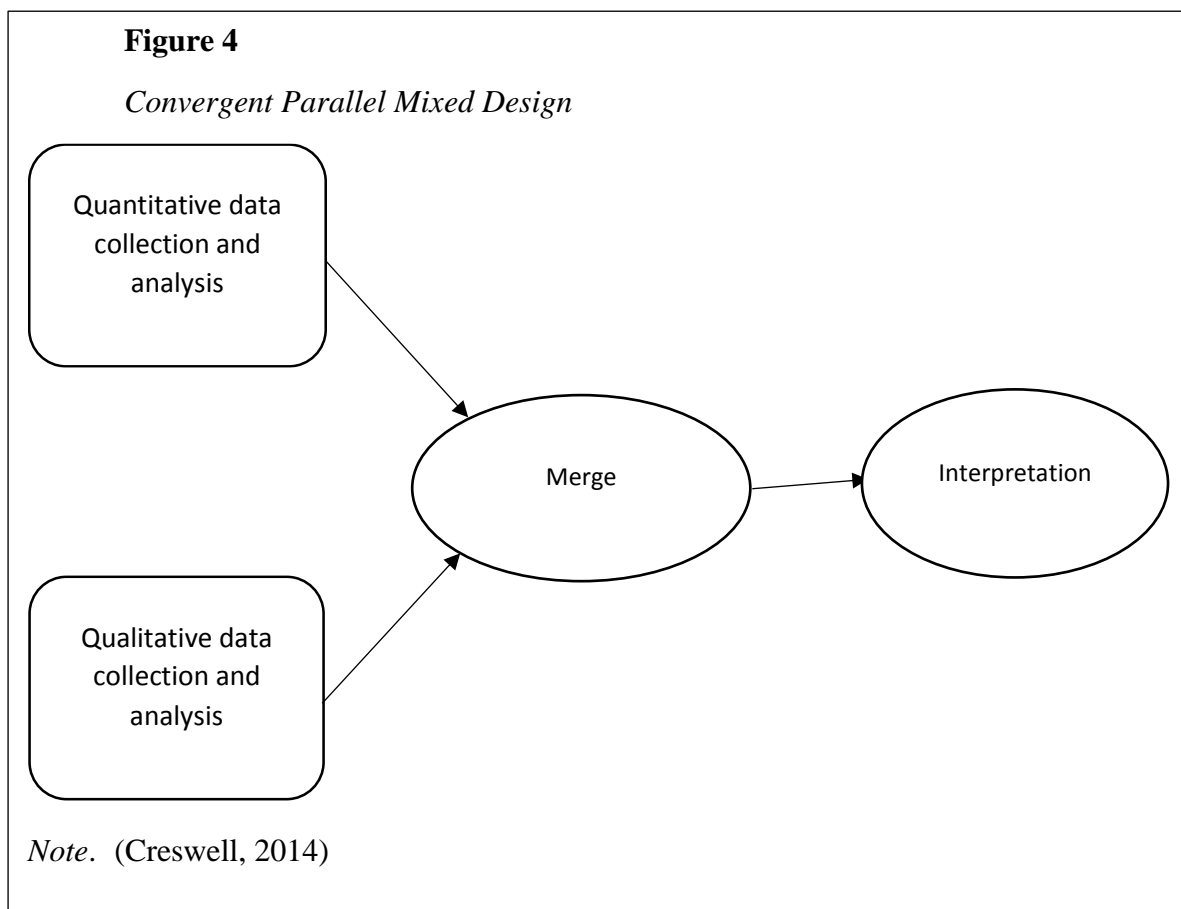 Figure 4
Convergent Parallel Mixed Design
Quantitative data
collection and
analysis
Merge
Interpretation
Qualitative data
collection and
analysis
Note. (Creswell, 2014)